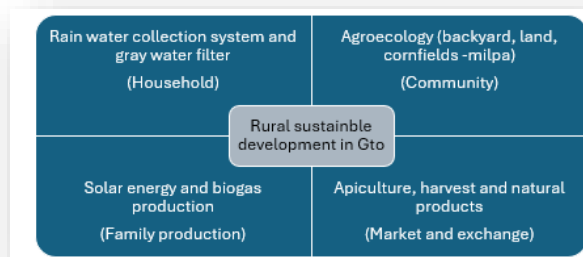 Rain water collection system and
gray water filter
(Household)
Agroecology (backyard, land,
cornfields -milpa)
(Community)
Rural sustainble
development in Gto
Solar energy and biogas
production
(Family production)
Apiculture, harvest and natural
products
(Market and exchange)